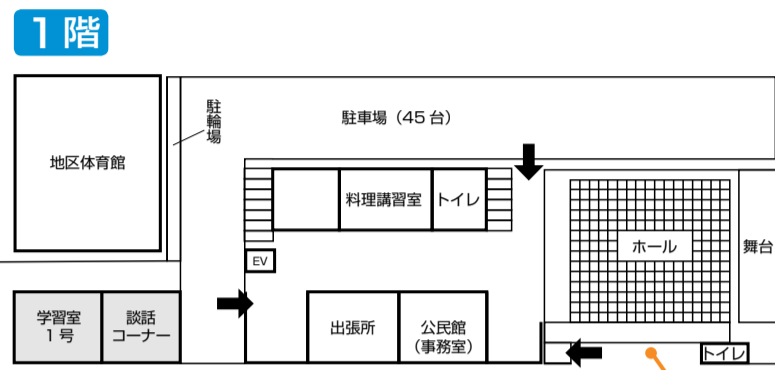 1階
駐輪場
駐車場（45台）
地区体育館
料理講習室
トイレ
ホール
舞台
EV
学習室
1号
談話
コーナー
出張所
公民館
（事務室）
トイレ